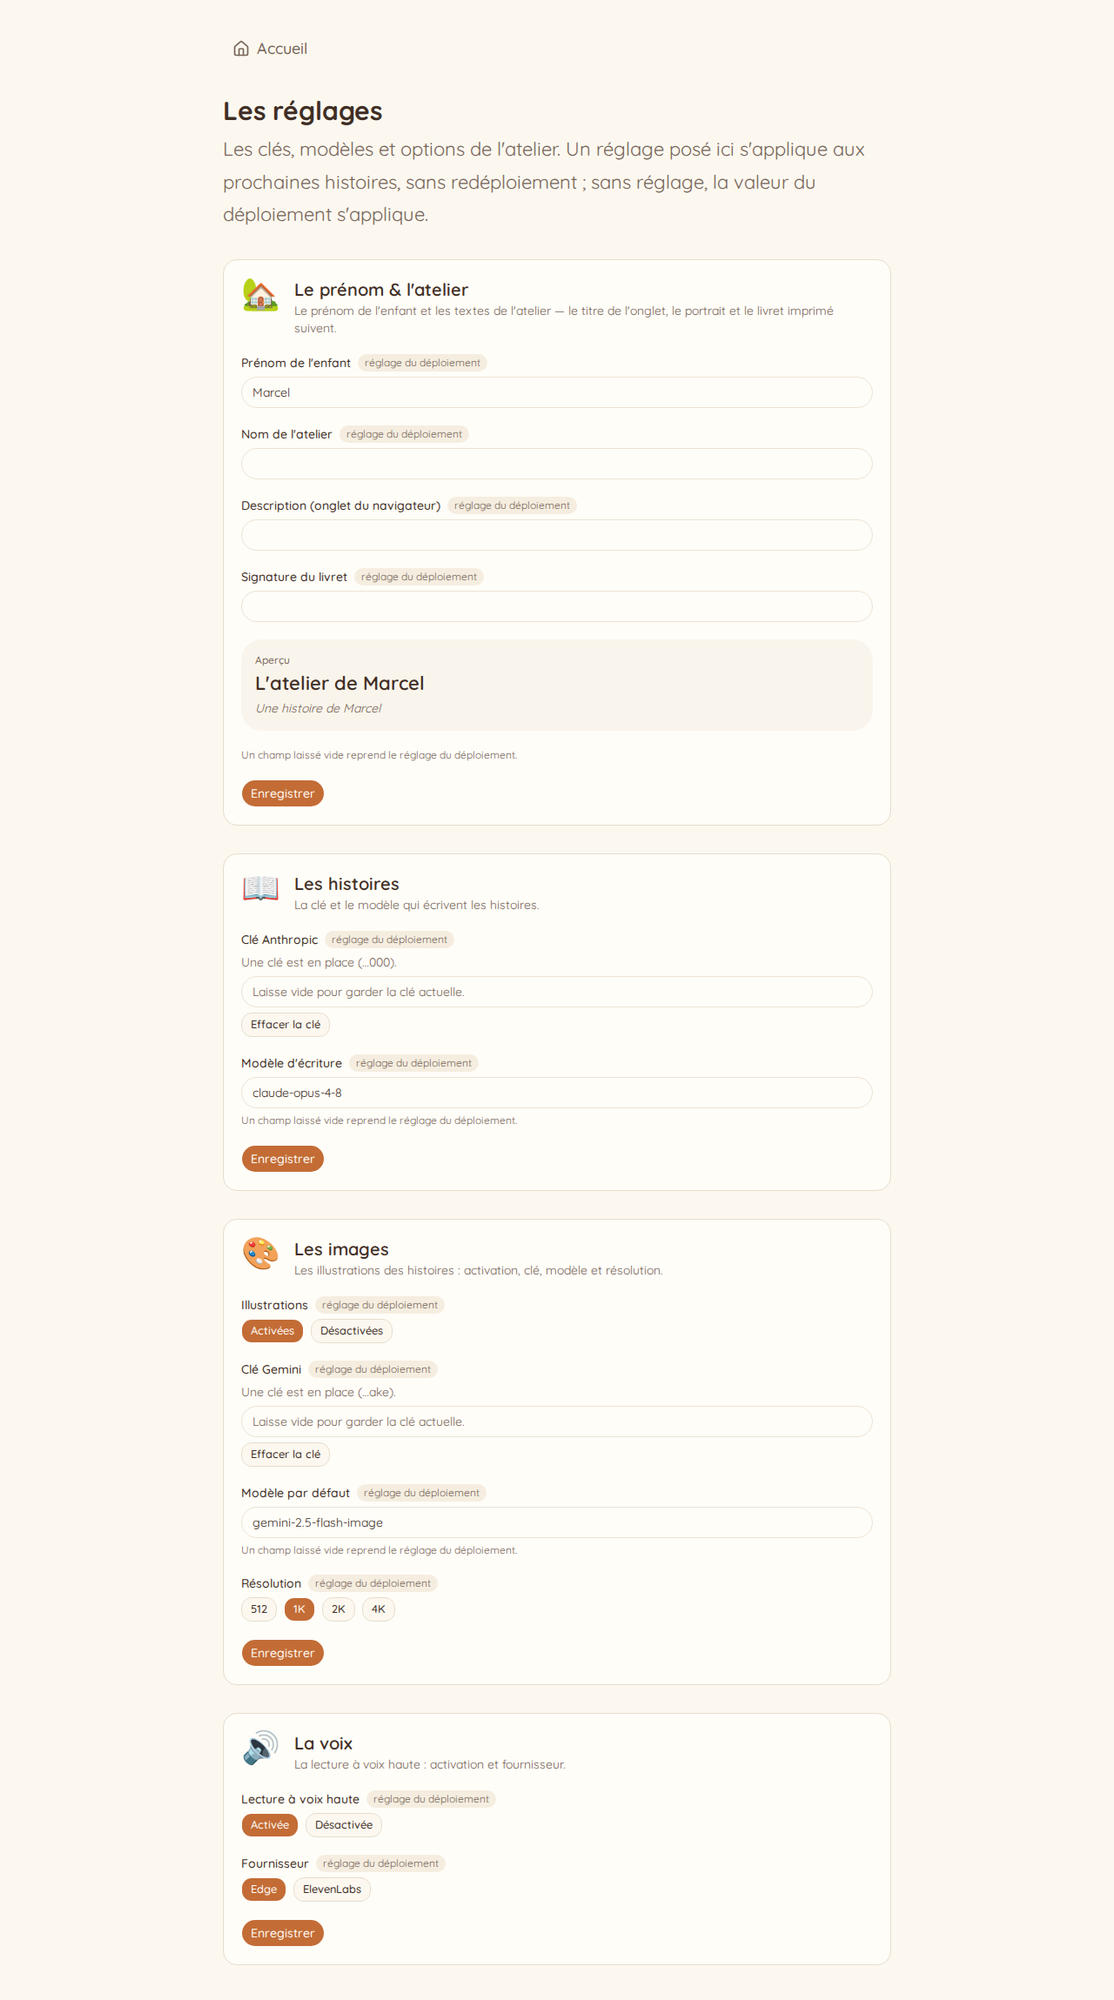 Accueil
Les réglages
Les clés, modèles et options de l'atelier. Un réglage posé ici s'applique aux
prochaines histoires, sans redéploiement ; sans réglage, la valeur du
déploiement s'applique.
Le prénom & l'atelier
Le prénom de l'enfant et les textes de l'atelier — le titre de l'onglet, le portrait et le livret imprimé
suivent.
Prénom de l'enfant réglage du déploiement
Marcel
Nom de l'atelier réglage du déploiement
Description (onglet du navigateur) réglage du déploiement
Signature du livret réglage du déploiement
Aperçu
L'atelier de Marcel
Une histoire de Marcel
Un champ laissé vide reprend le réglage du déploiement.
Enregistrer
Les histoires
La clé et le modèle qui écrivent les histoires.
Clé Anthropic réglage du déploiement
Une clé est en place (…000).
Laisse vide pour garder la clé actuelle.
Effacer la clé
Modèle d'écriture réglage du déploiement
claude-opus-4-8
Un champ laissé vide reprend le réglage du déploiement.
Enregistrer
Les images
Les illustrations des histoires : activation, clé, modèle et résolution.
Illustrations réglage du déploiement
Activées Désactivées
Clé Gemini réglage du déploiement
Une clé est en place (…ake).
Laisse vide pour garder la clé actuelle.
Effacer la clé
Modèle par défaut réglage du déploiement
gemini-2.5-flash-image
Un champ laissé vide reprend le réglage du déploiement.
Résolution réglage du déploiement
512 1K 2K 4K
Enregistrer
La voix
La lecture à voix haute : activation et fournisseur.
Lecture à voix haute réglage du déploiement
Activée Désactivée
Fournisseur réglage du déploiement
Edge ElevenLabs
Enregistrer